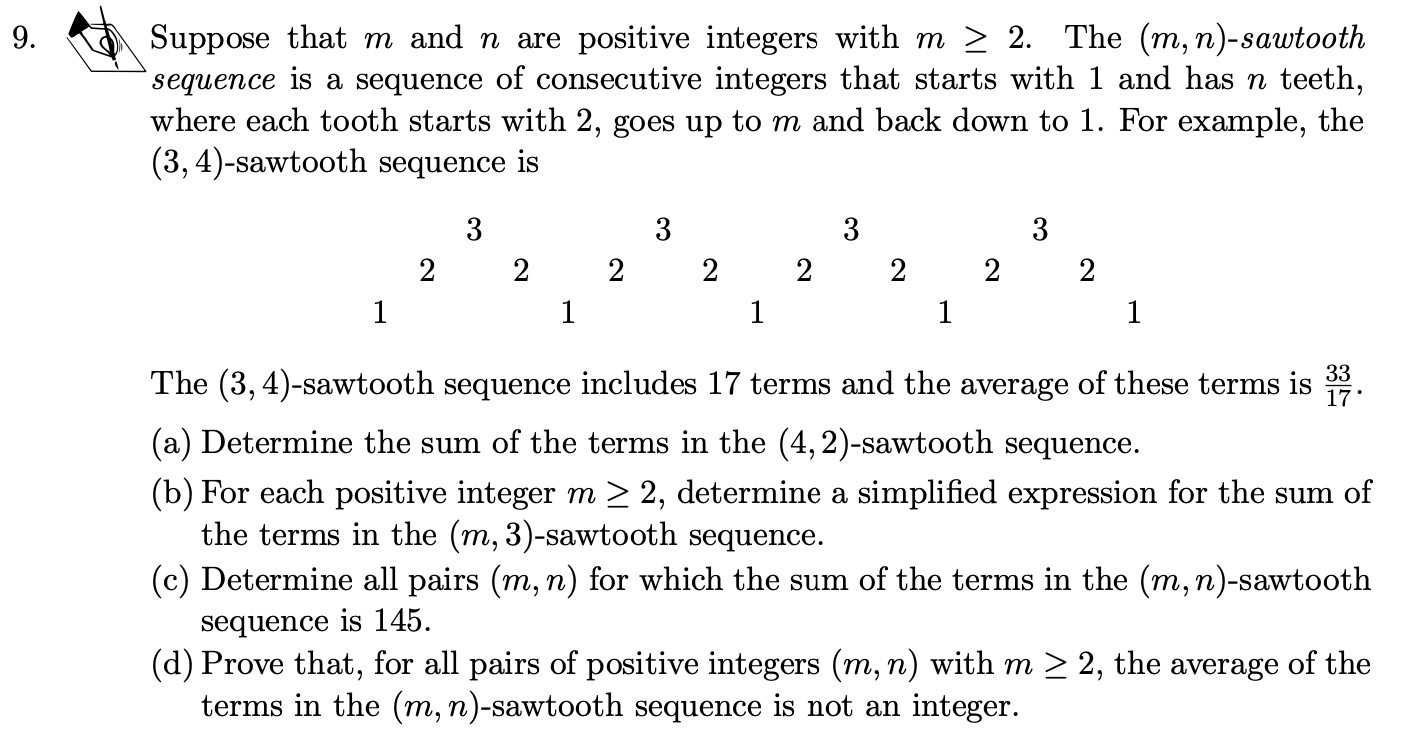 9. Suppose that m and n are positive integers with m ≥ 2. The (m, n)-sawtooth
sequence is a sequence of consecutive integers that starts with 1 and has n teeth,
where each tooth starts with 2, goes up to m and back down to 1. For example, the
(3, 4)-sawtooth sequence is
3 3 3 3
2 2 2 2 2 2 2 2
1 1 1 1 1
The (3, 4)-sawtooth sequence includes 17 terms and the average of these terms is 33/17.
(a) Determine the sum of the terms in the (4, 2)-sawtooth sequence.
(b) For each positive integer m ≥ 2, determine a simplified expression for the sum of
the terms in the (m, 3)-sawtooth sequence.
(c) Determine all pairs (m, n) for which the sum of the terms in the (m, n)-sawtooth
sequence is 145.
(d) Prove that, for all pairs of positive integers (m, n) with m ≥ 2, the average of the
terms in the (m, n)-sawtooth sequence is not an integer.